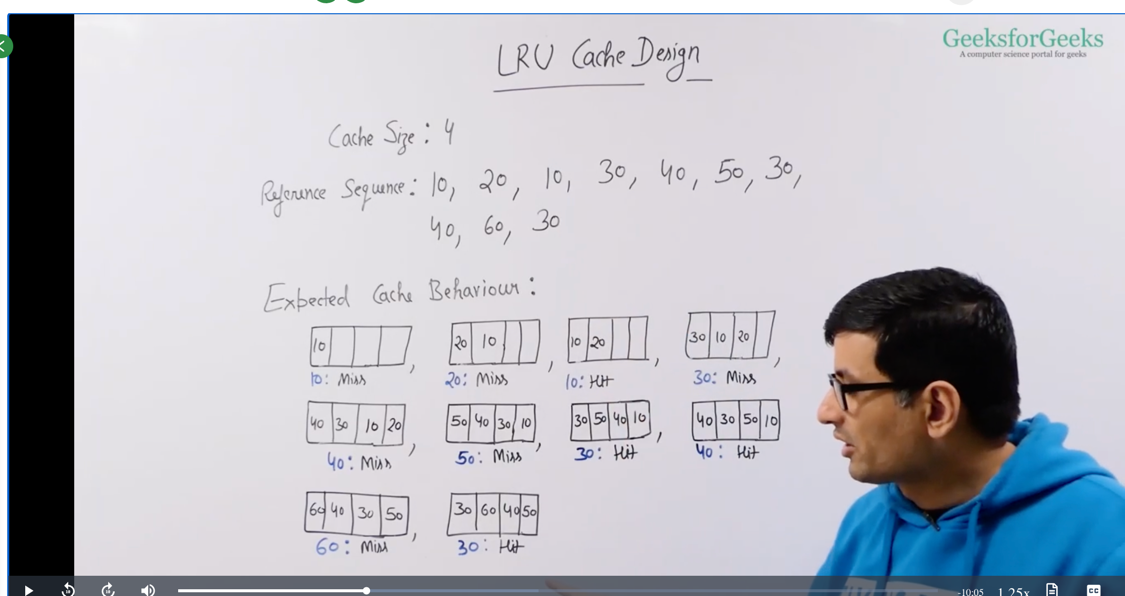 GeeksforGeeks
A computer science portal for geeks
LRU Cache Design
Cache Size: 4
Reference Sequence: 10, 20, 10, 30, 40, 50, 30,
40, 60, 30
Expected Cache Behaviour:
10 , 20 10 , 10 20 , 30 10 20 ,
10: Miss 20: Miss 10: Hit 30: Miss
40 30 10 20 , 50 40 30 10 , 30 50 40 10 , 40 30 50 10
40: Miss 50: Miss 30: Hit 40: Hit
60 40 30 50 , 30 60 40 50
60: Miss 30: Hit
-10:05 1.25x CC